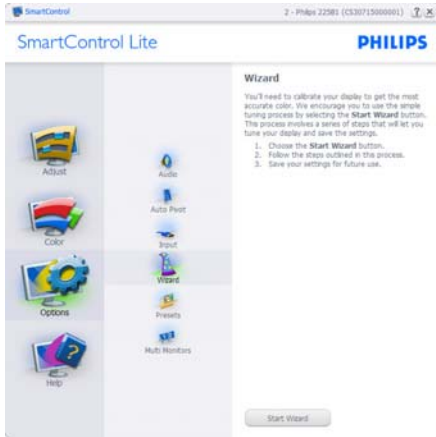 SmartControl
2 - Philips 225B1 (CS30715000001)
SmartControl Lite
PHILIPS
Adjust
Color
Options
Help
Audio
Auto Pivot
Input
Wizard
Presets
Multi Monitors
Wizard
You'll need to calibrate your display to get the most
accurate color. We encourage you to use the simple
tuning process by selecting the Start Wizard button.
This process involves a series of steps that will let you
tune your display and save the settings.
1. Choose the Start Wizard button.
2. Follow the steps outlined in this process.
3. Save your settings for future use.
Start Wizard